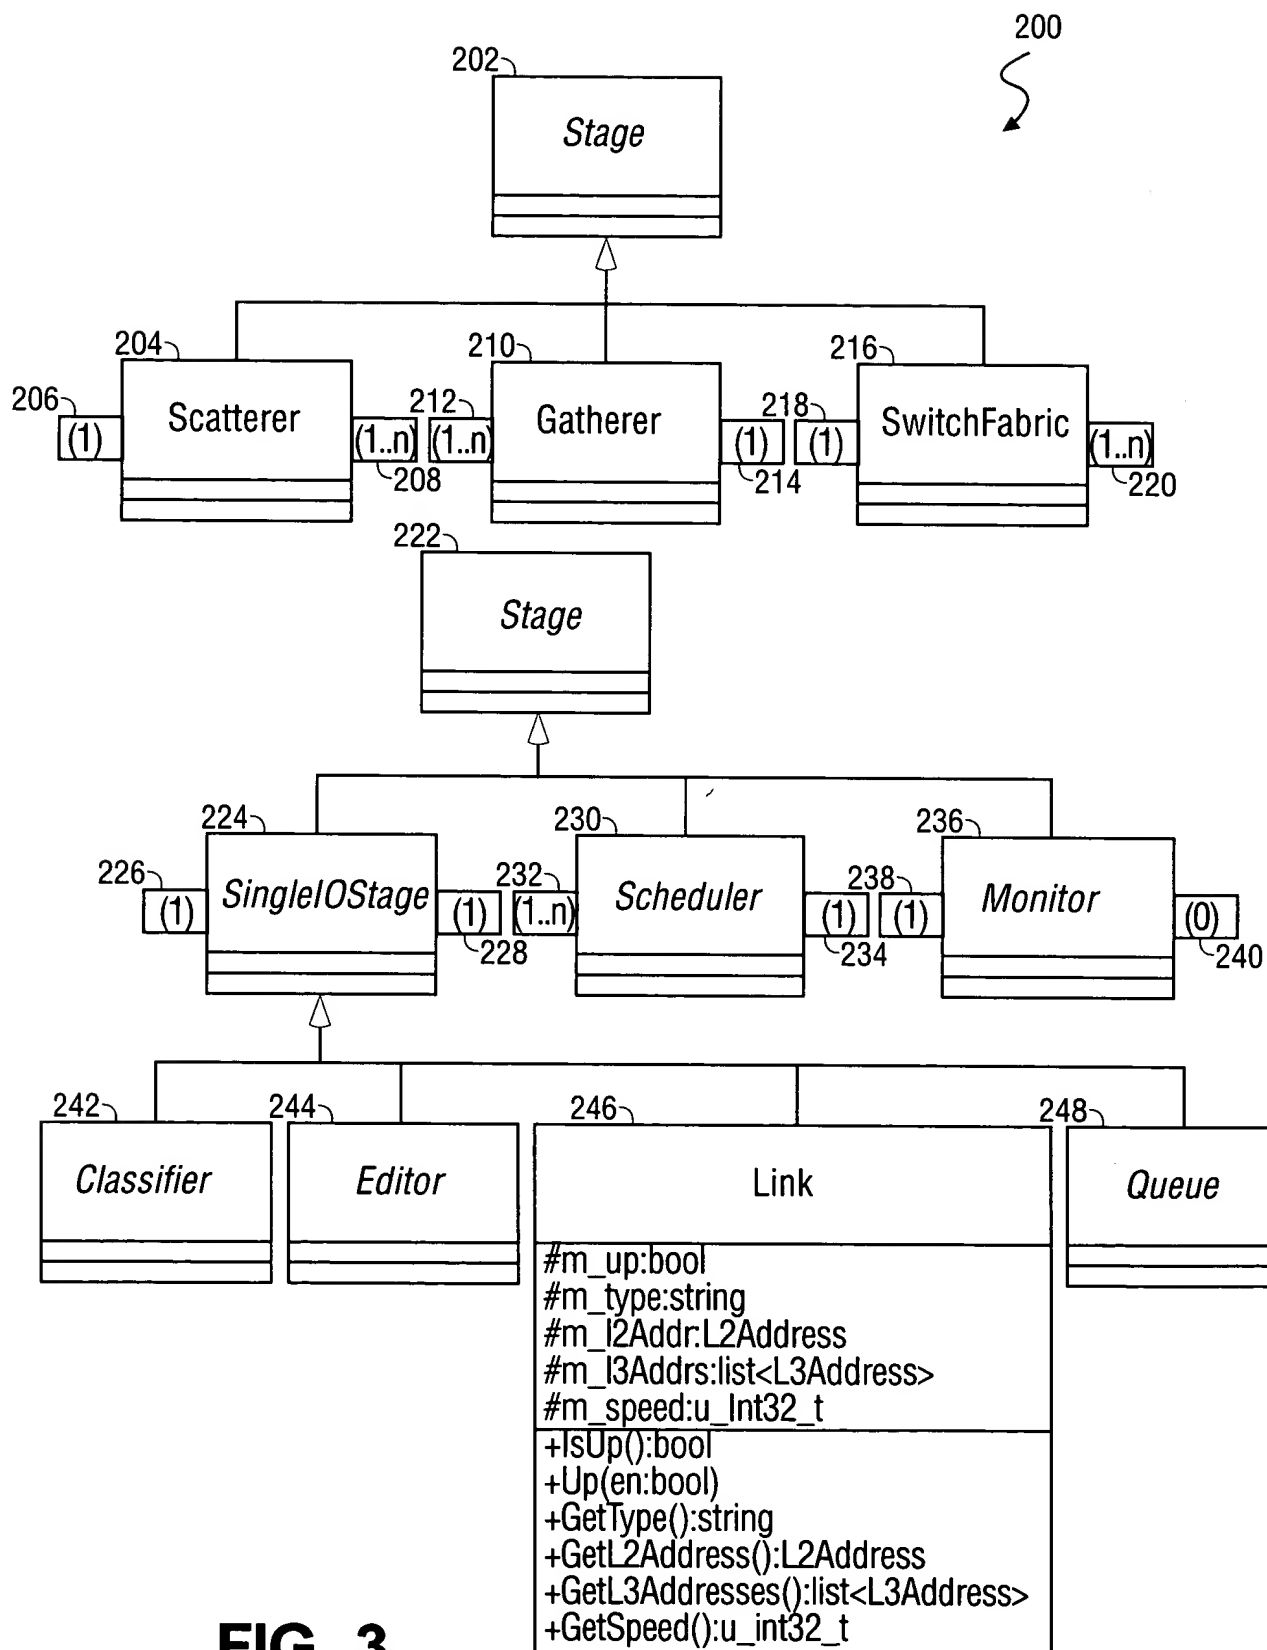 200
202
Stage
204
210
216
206
(1)
Scatterer
(1..n)
208
212
(1..n)
Gatherer
(1)
214
218
(1)
SwitchFabric
(1..n)
220
222
Stage
224
230
236
226
(1)
SingleIOStage
(1)
228
232
(1..n)
Scheduler
(1)
234
238
(1)
Monitor
(0)
240
242
244
246
248
Classifier
Editor
Link
Queue
#m_up:bool
#m_type:string
#m_l2Addr:L2Address
#m_l3Addrs:list<L3Address>
#m_speed:u_Int32_t
+IsUp():bool
+Up(en:bool)
+GetType():string
+GetL2Address():L2Address
+GetL3Addresses():list<L3Address>
+GetSpeed():u_int32_t
FIG. 3